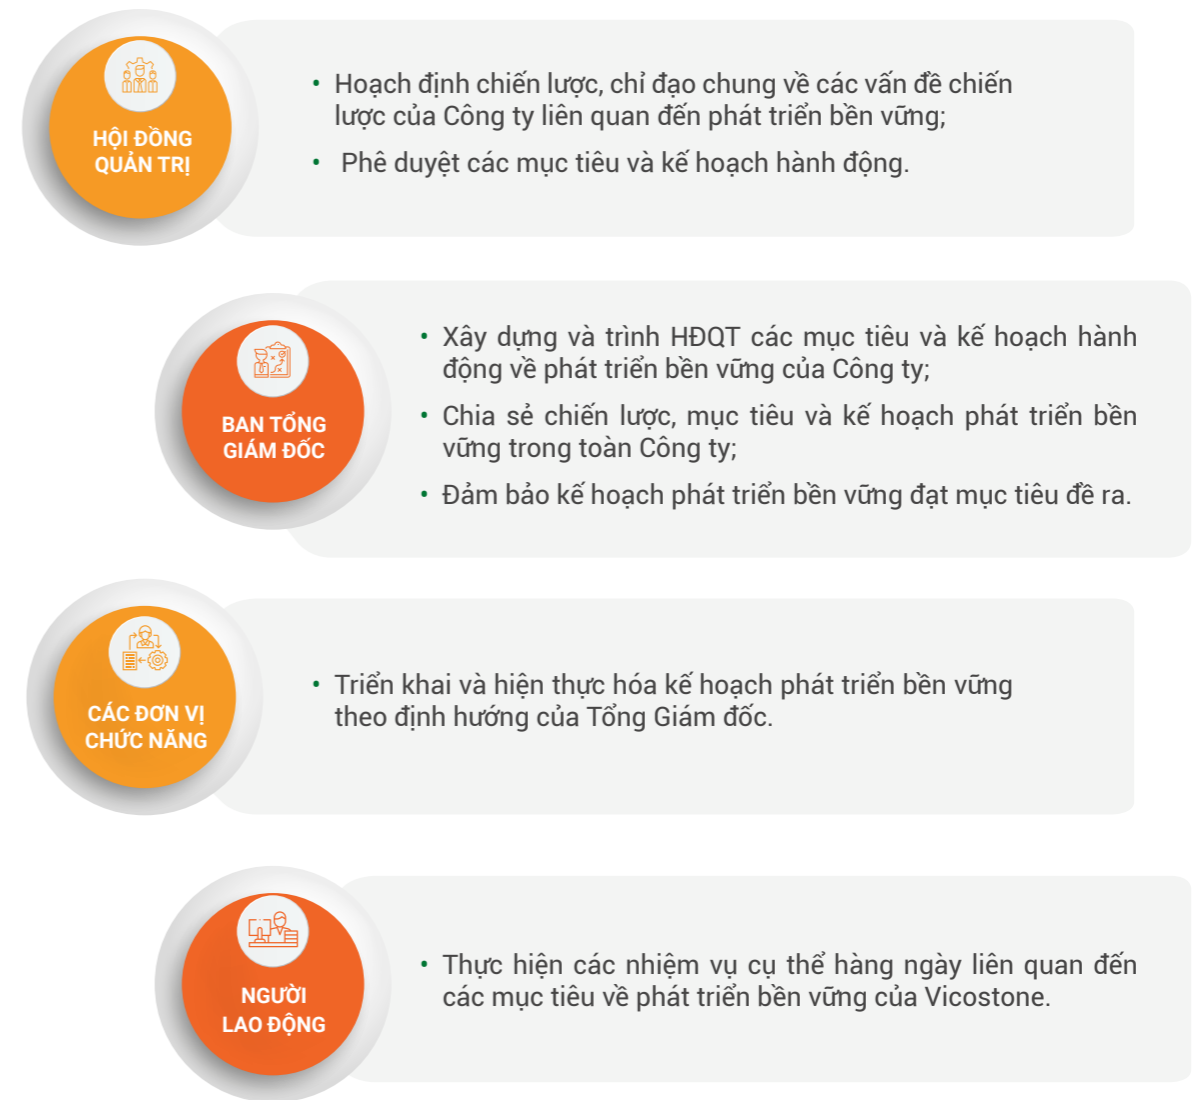 HỘI ĐỒNG
QUẢN TRỊ
• Hoạch định chiến lược, chỉ đạo chung về các vấn đề chiến
lược của Công ty liên quan đến phát triển bền vững;
• Phê duyệt các mục tiêu và kế hoạch hành động.
BAN TỔNG
GIÁM ĐỐC
• Xây dựng và trình HĐQT các mục tiêu và kế hoạch hành
động về phát triển bền vững của Công ty;
• Chia sẻ chiến lược, mục tiêu và kế hoạch phát triển bền
vững trong toàn Công ty;
• Đảm bảo kế hoạch phát triển bền vững đạt mục tiêu đề ra.
CÁC ĐƠN VỊ
CHỨC NĂNG
• Triển khai và hiện thực hóa kế hoạch phát triển bền vững
theo định hướng của Tổng Giám đốc.
NGƯỜI
LAO ĐỘNG
• Thực hiện các nhiệm vụ cụ thể hàng ngày liên quan đến
các mục tiêu về phát triển bền vững của Vicostone.